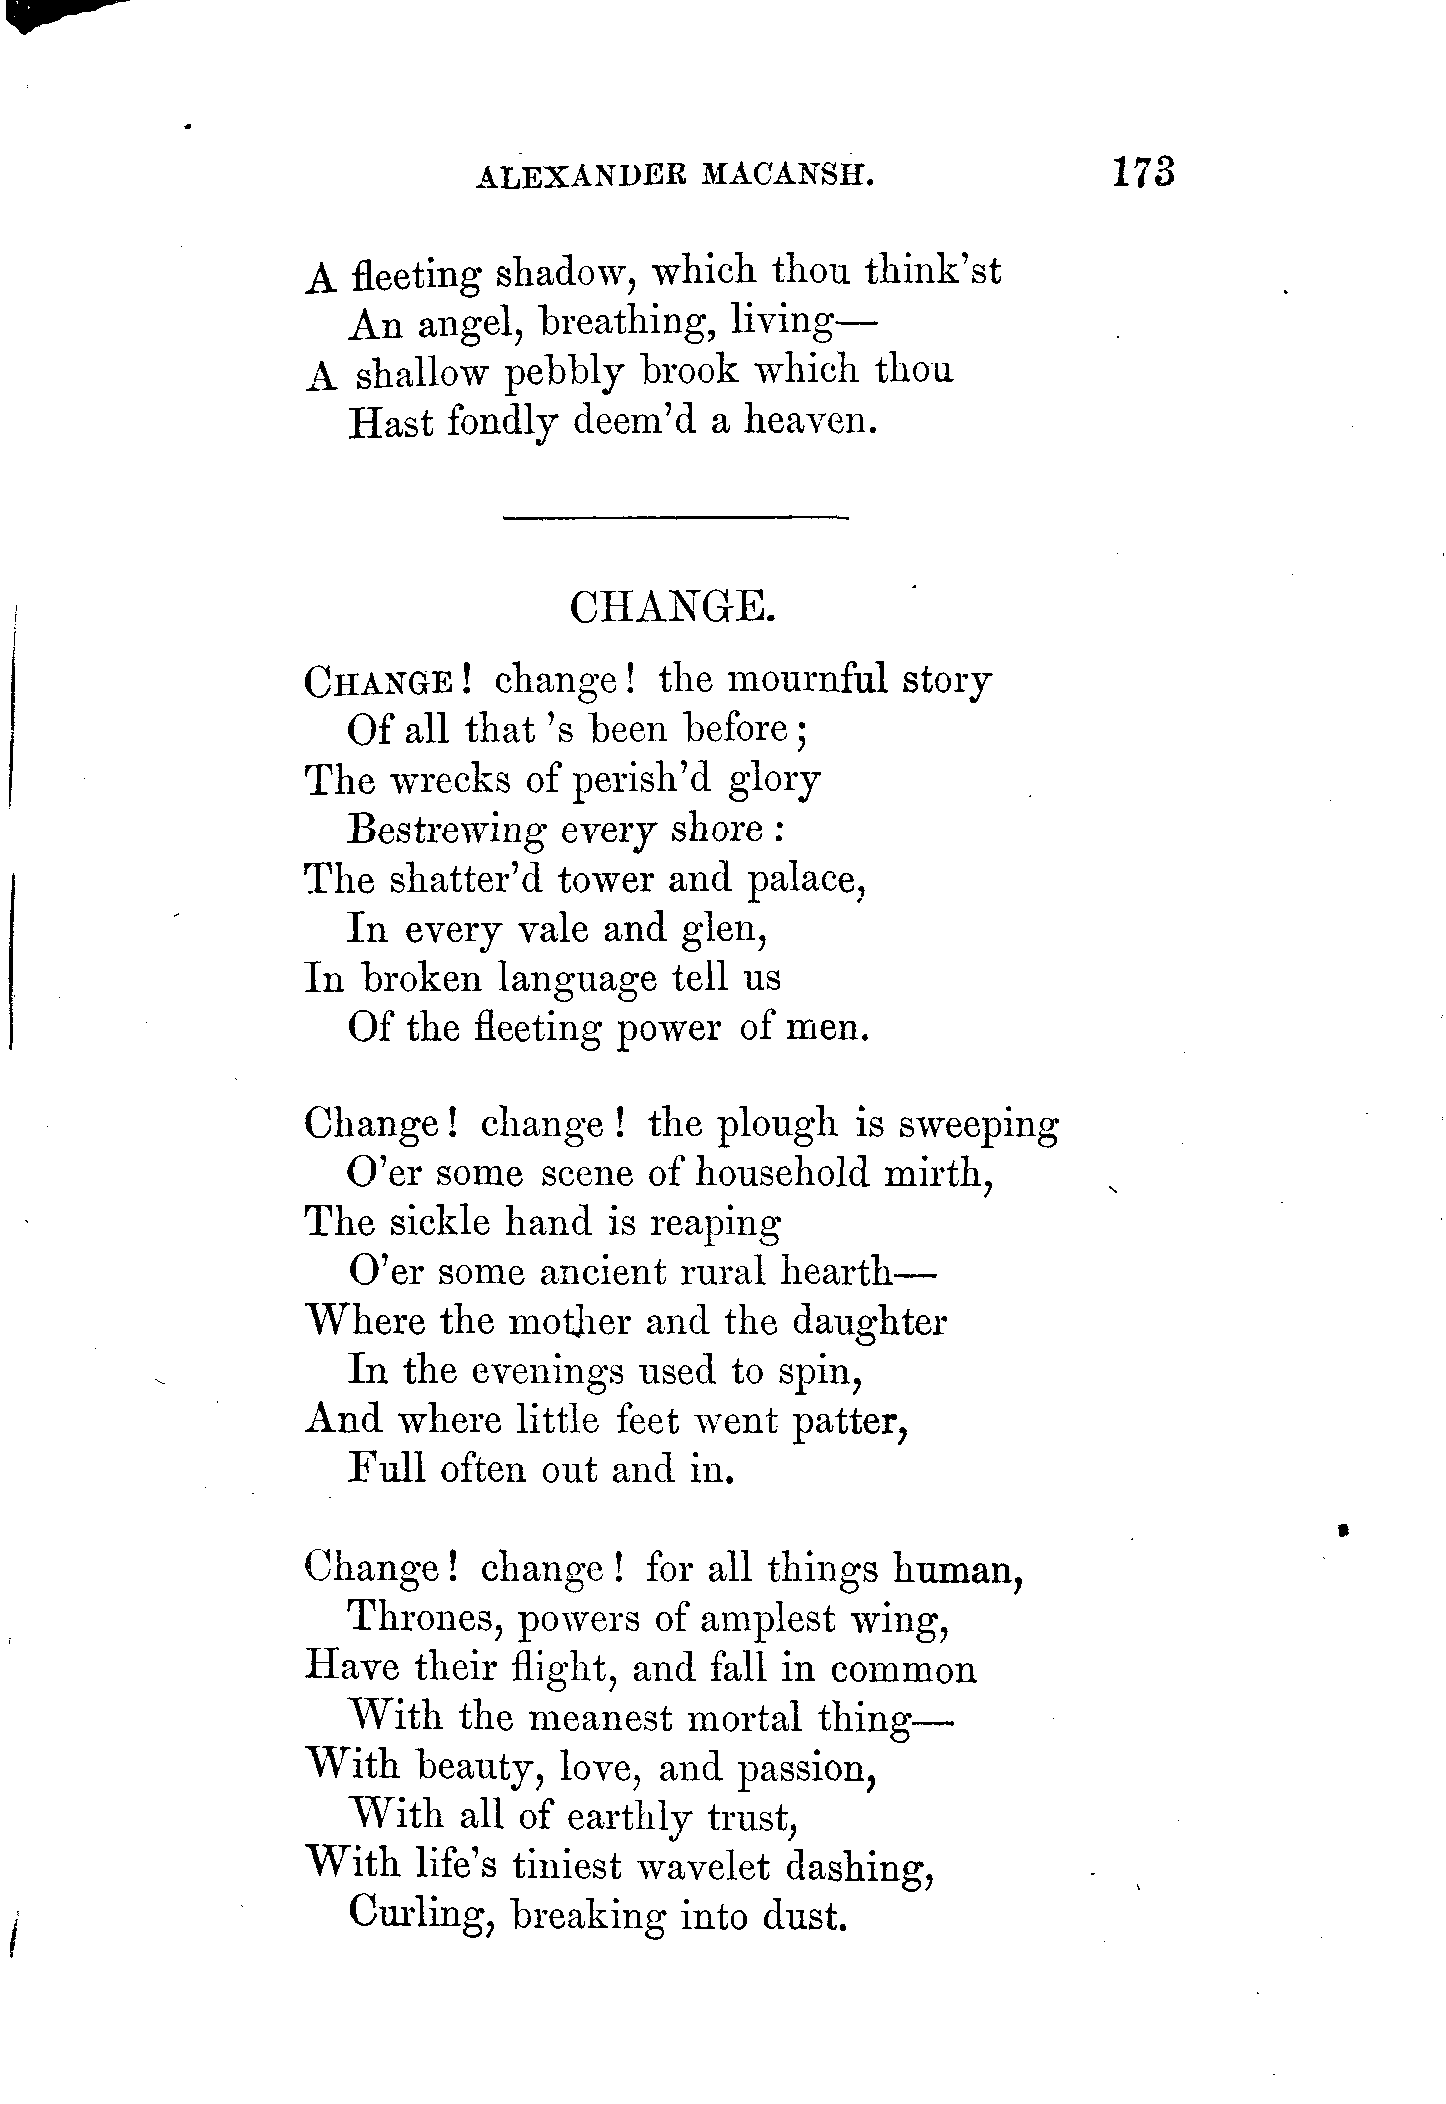 ALEXANDER MACANSH. 173
A fleeting shadow, which thou think'st
An angel, breathing, living—
A shallow pebbly brook which thou
Hast fondly deem'd a heaven.
CHANGE.
CHANGE! change! the mournful story
Of all that 's been before;
The wrecks of perish'd glory
Bestrewing every shore:
The shatter'd tower and palace,
In every vale and glen,
In broken language tell us
Of the fleeting power of men.
Change! change! the plough is sweeping
O'er some scene of household mirth,
The sickle hand is reaping
O'er some ancient rural hearth—
Where the mother and the daughter
In the evenings used to spin,
And where little feet went patter,
Full often out and in.
Change! change! for all things human,
Thrones, powers of amplest wing,
Have their flight, and fall in common
With the meanest mortal thing—
With beauty, love, and passion,
With all of earthly trust,
With life's tiniest wavelet dashing,
Curling, breaking into dust.